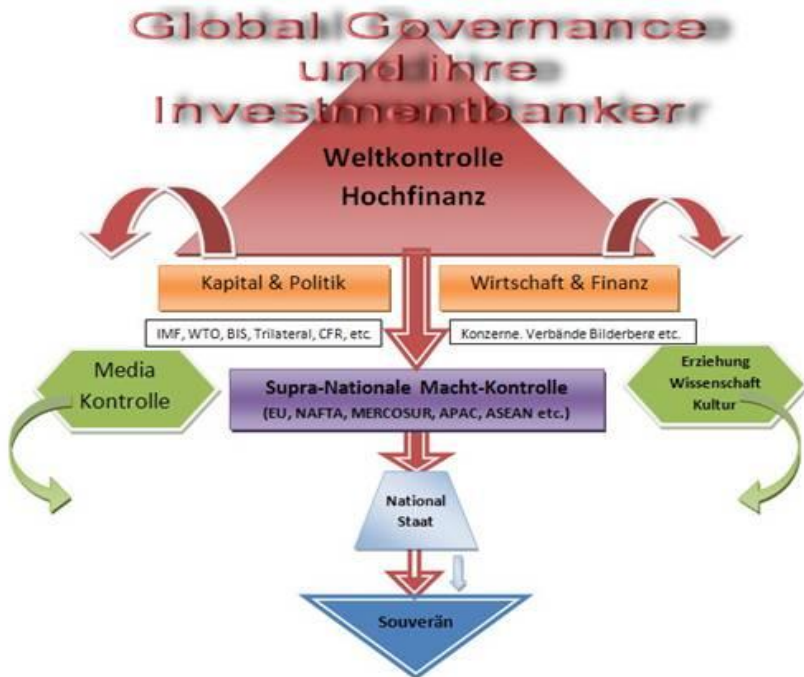 Global Governance
und ihre
Investmentbankerr
Weltkontrolle
Hochfinanz
Kapital & Politik
Wirtschaft & Finanz
IMF, WTO, BIS, Trilateral, CFR, etc.
Konzerne. Verbände Bilderberg etc.
Media
Kontrolle
Supra-Nationale Macht-Kontrolle
(EU, NAFTA, MERCOSUR, APAC, ASEAN etc.)
Erziehung
Wissenschaft
Kultur
National
Staat
Souverän